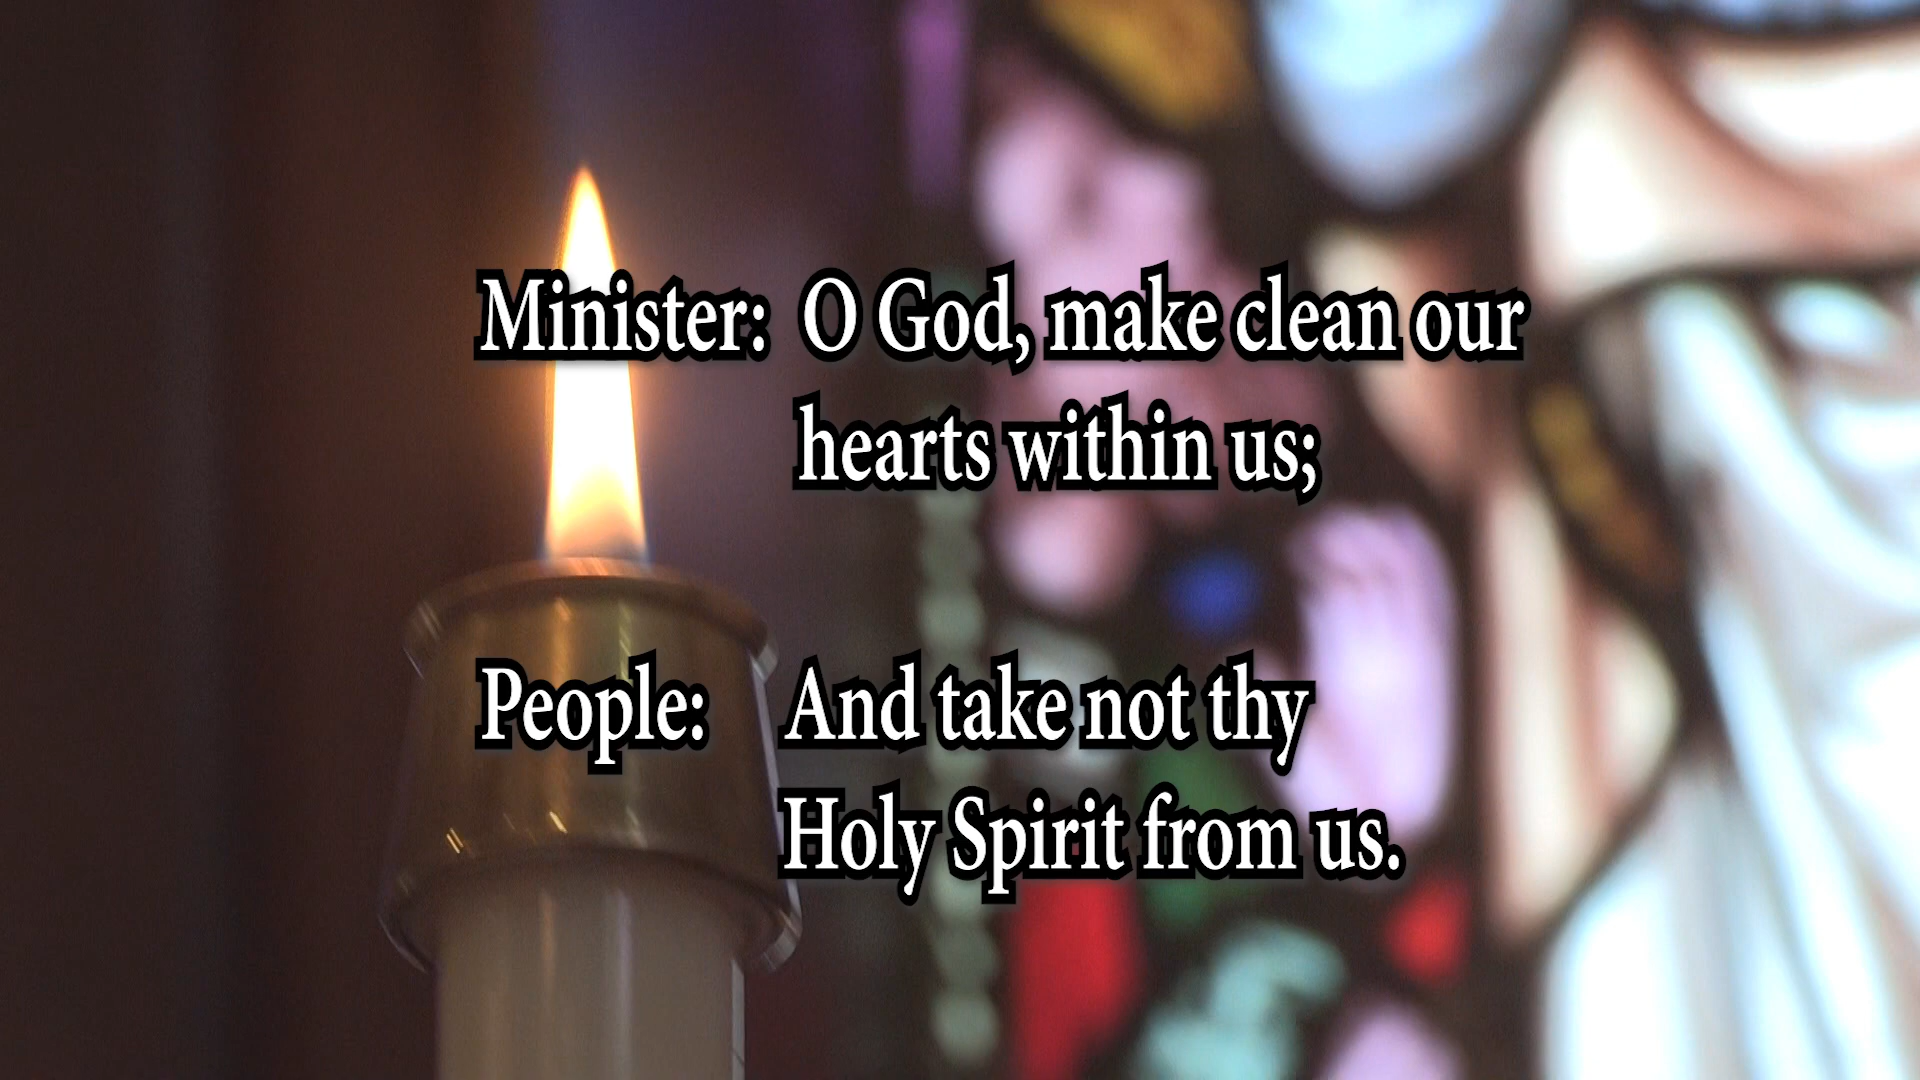 Minister: O God, make clean our
hearts within us;
People: And take not thy
Holy Spirit from us.